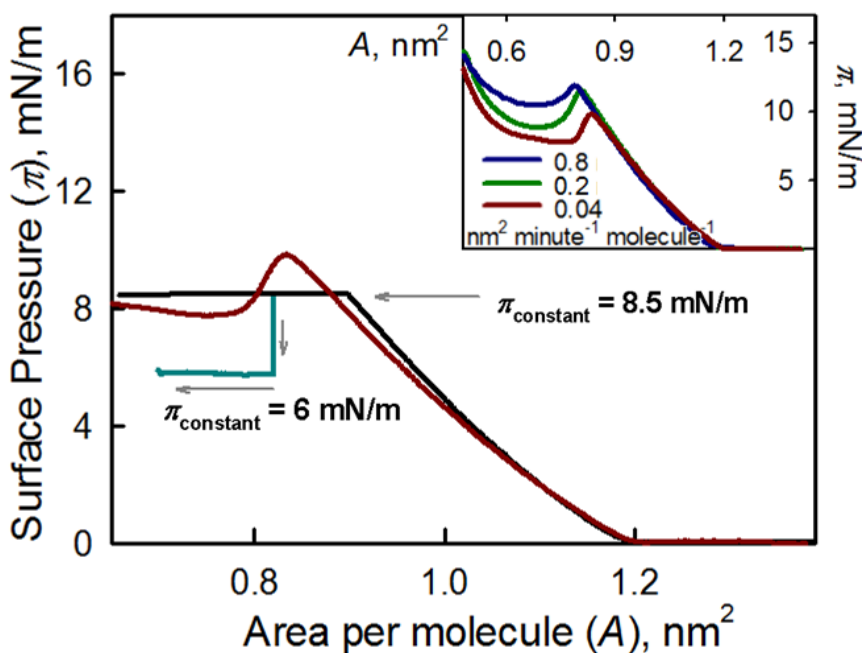 Surface Pressure (π), mN/m
16
12
8
4
0
0.8 1.0 1.2
Area per molecule (A), nm²
πconstant = 8.5 mN/m
πconstant = 6 mN/m
A, nm²
0.6 0.9 1.2
15
10
5
π, mN/m
0.8
0.2
0.04
nm² minute⁻¹ molecule⁻¹